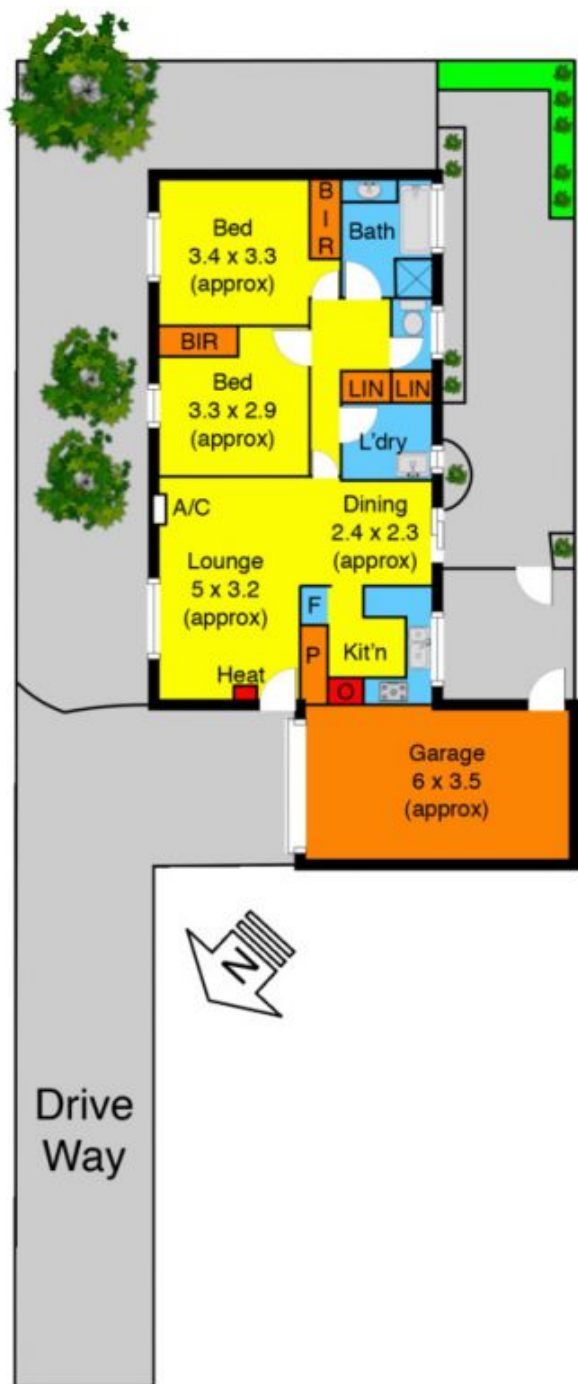 Bed
3.4 x 3.3
(approx)
B
I
R
Bath
BIR
Bed
3.3 x 2.9
(approx)
LIN
LIN
L'dry
A/C
Dining
2.4 x 2.3
(approx)
Lounge
5 x 3.2
(approx)
F
P
Kit'n
Heat
Garage
6 x 3.5
(approx)
N
Drive
Way